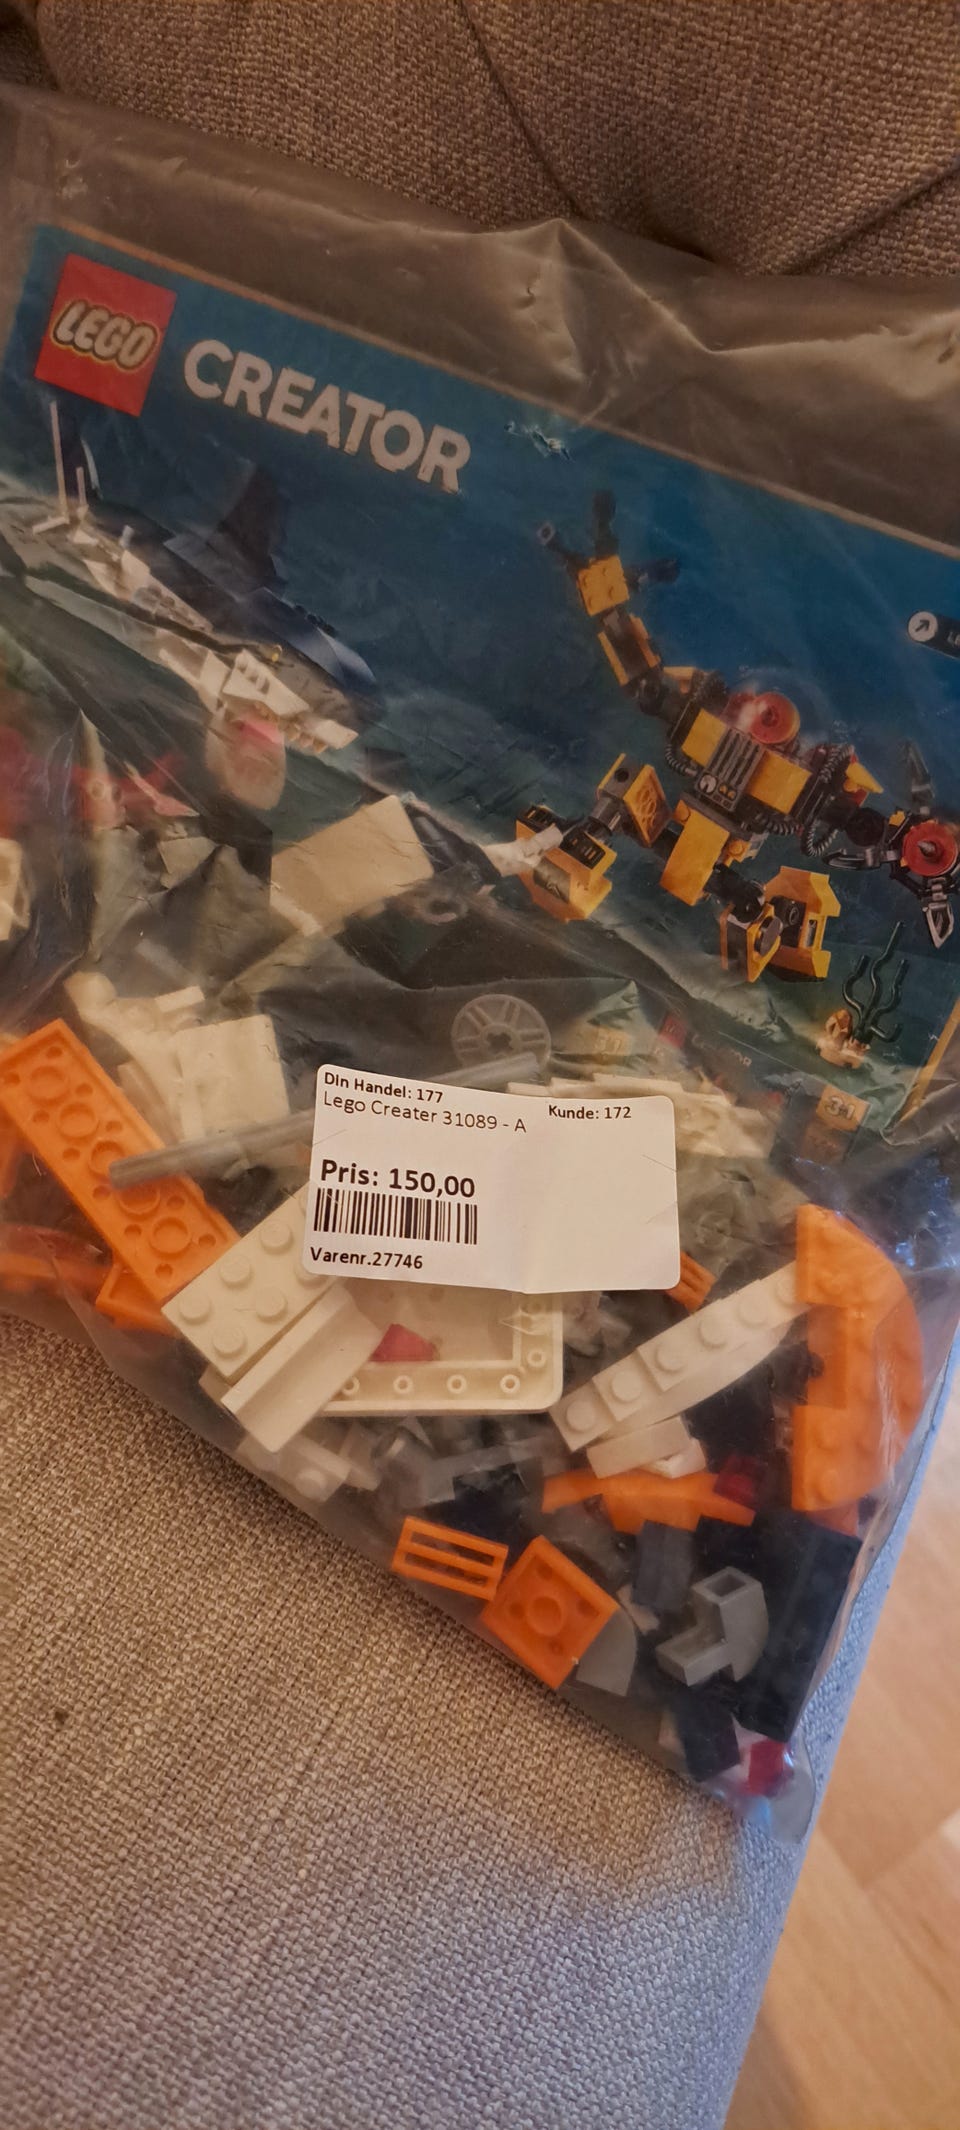 LEGO
CREATOR
Din Handel: 177
Kunde: 172
Lego Creater 31089 - A
Pris: 150,00
Varenr.27746